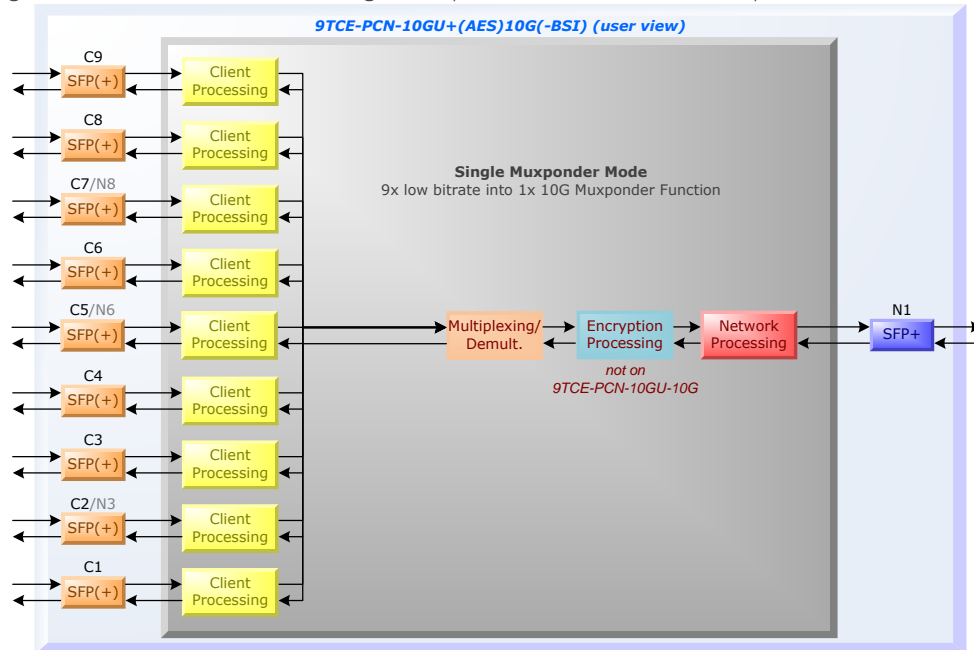 9TCE-PCN-10GU+(AES)10G(-BSI) (user view)
C9
SFP(+)
Client
Processing
C8
SFP(+)
Client
Processing
Single Muxponder Mode
9x low bitrate into 1x 10G Muxponder Function
C7/N8
SFP(+)
Client
Processing
C6
SFP(+)
Client
Processing
C5/N6
SFP(+)
Client
Processing
Multiplexing/
Demult.
Encryption
Processing
not on
9TCE-PCN-10GU-10G
Network
Processing
N1
SFP+
C4
SFP(+)
Client
Processing
C3
SFP(+)
Client
Processing
C2/N3
SFP(+)
Client
Processing
C1
SFP(+)
Client
Processing